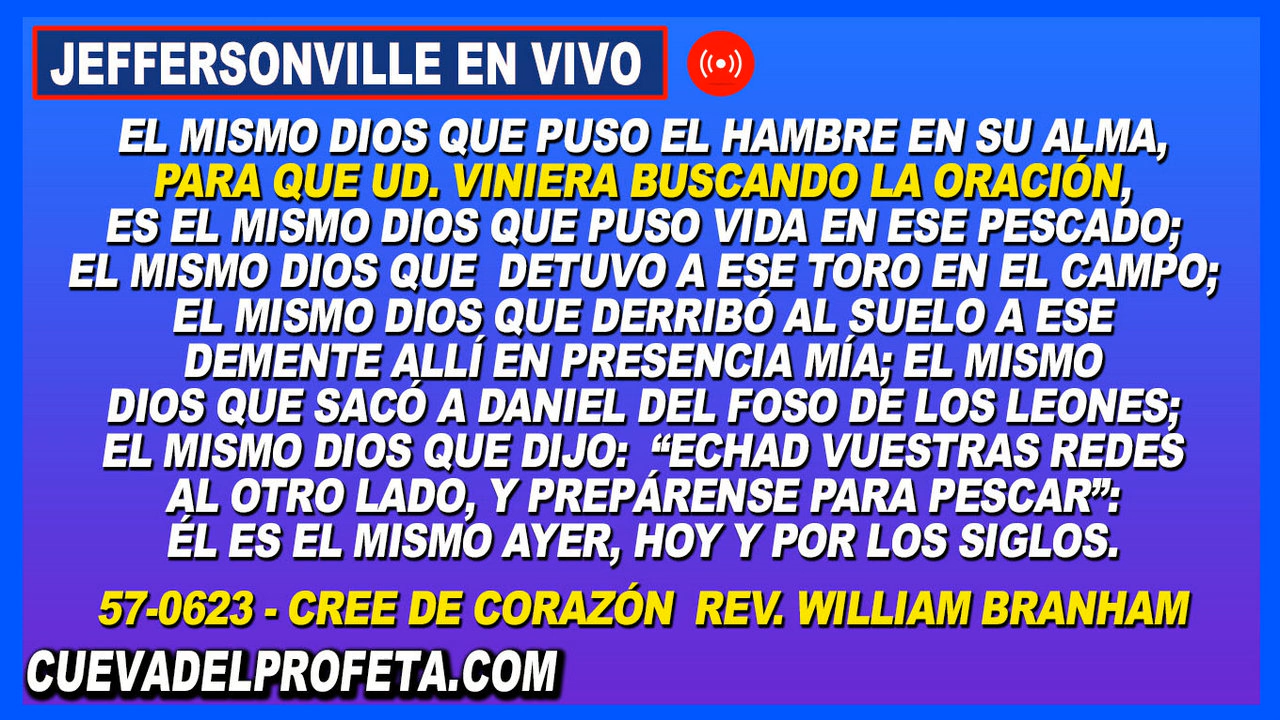 JEFFERSONVILLE EN VIVO
EL MISMO DIOS QUE PUSO EL HAMBRE EN SU ALMA,
PARA QUE UD. VINIERA BUSCANDO LA ORACIÓN,
ES EL MISMO DIOS QUE PUSO VIDA EN ESE PESCADO;
EL MISMO DIOS QUE DETUVO A ESE TORO EN EL CAMPO;
EL MISMO DIOS QUE DERRIBÓ AL SUELO A ESE
DEMENTE ALLÍ EN PRESENCIA MÍA; EL MISMO
DIOS QUE SACÓ A DANIEL DEL FOSO DE LOS LEONES;
EL MISMO DIOS QUE DIJO: “ECHAD VUESTRAS REDES
AL OTRO LADO, Y PREPÁRENSE PARA PESCAR”:
ÉL ES EL MISMO AYER, HOY Y POR LOS SIGLOS.
57-0623 - CREE DE CORAZÓN REV. WILLIAM BRANHAM
CUEVADELPROFETA.COM